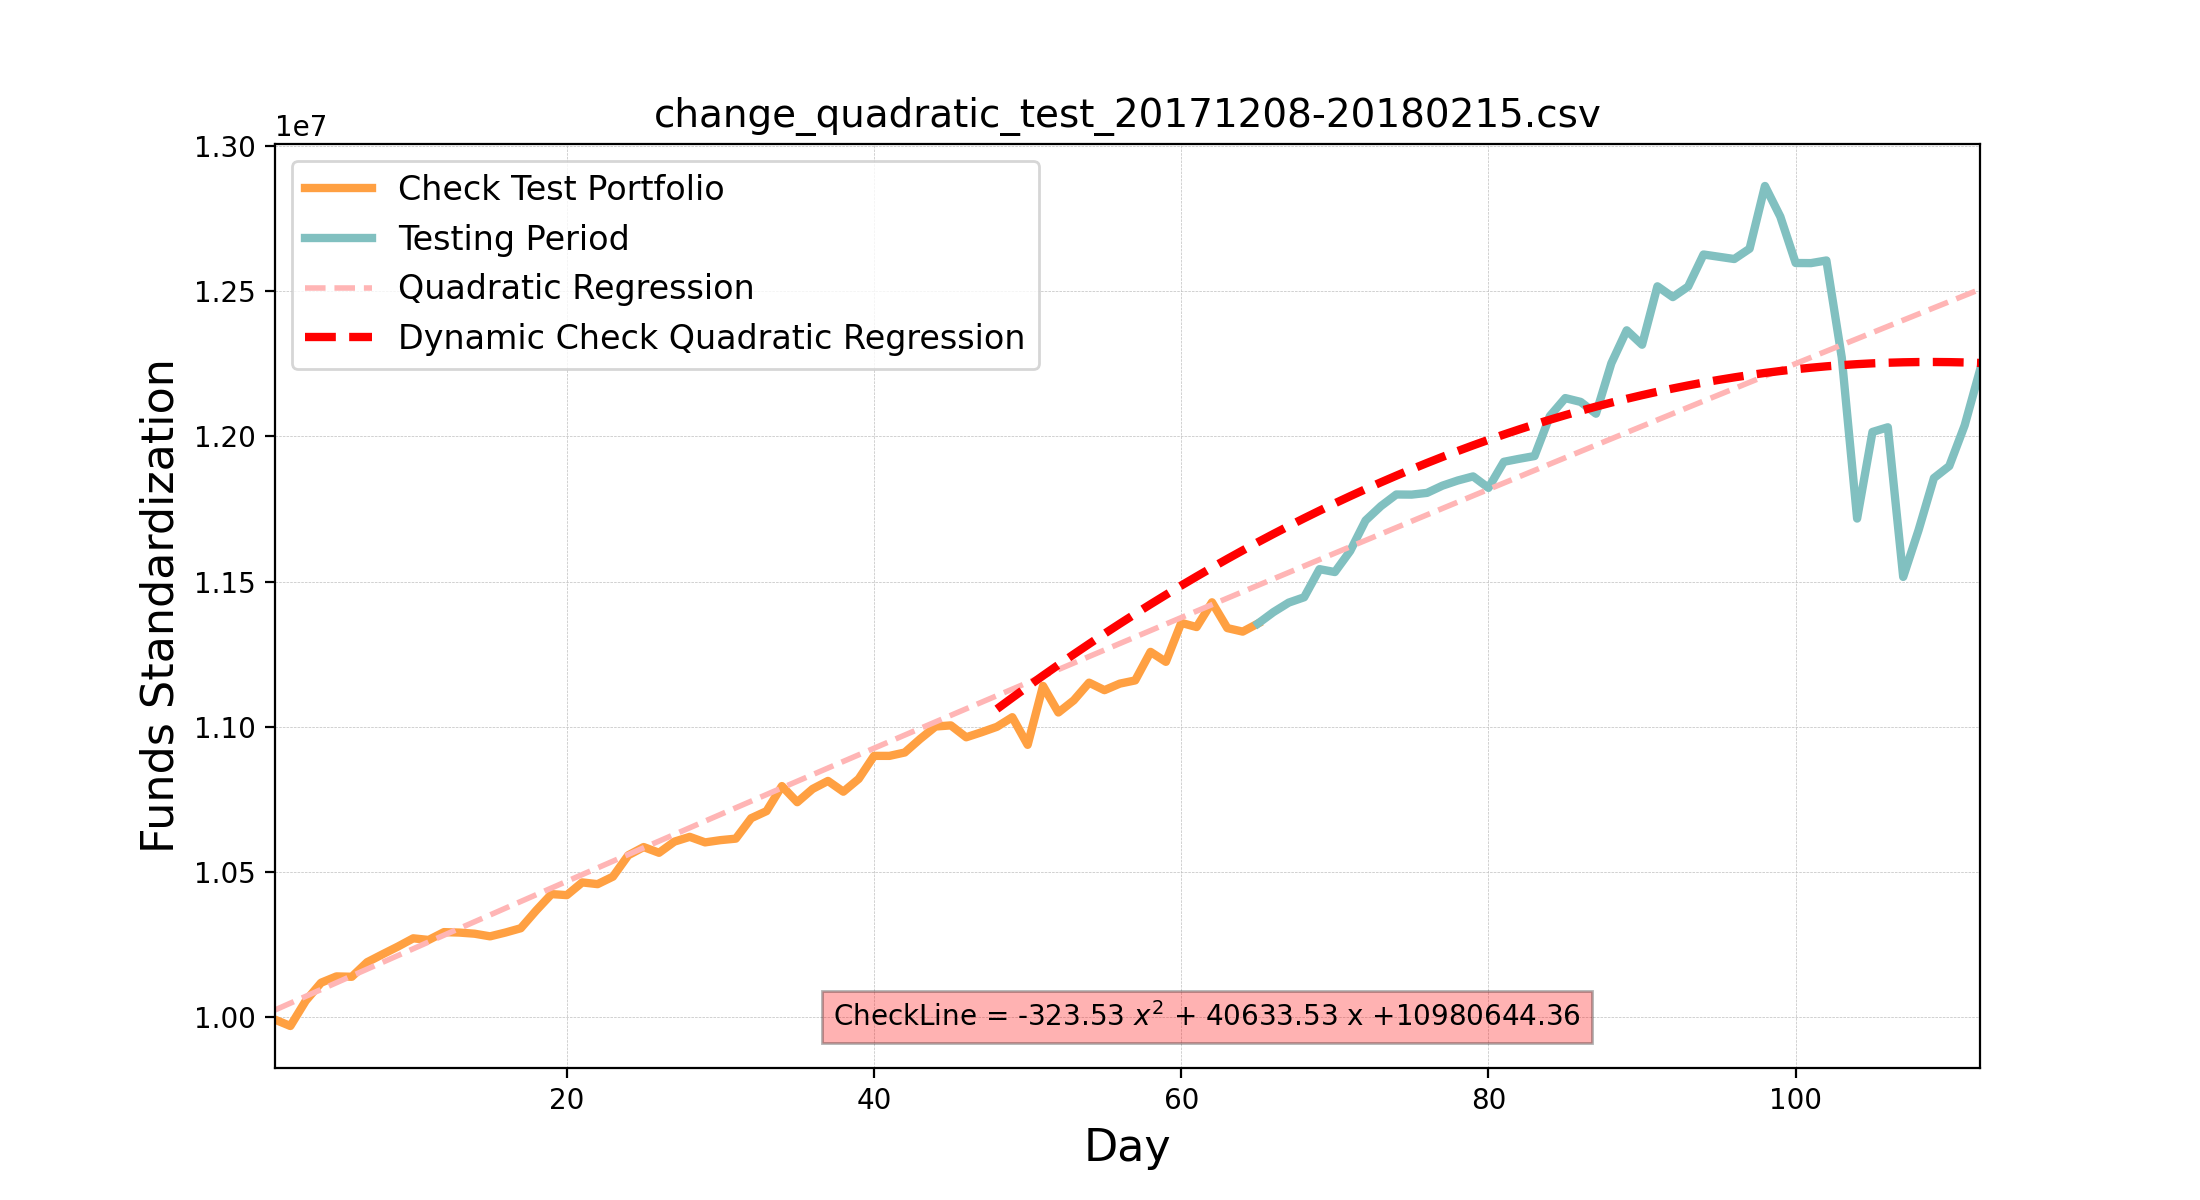 change_quadratic_test_20171208-20180215.csv
1e7
1.30
1.25
1.20
1.15
1.10
1.05
1.00
Funds Standardization
Check Test Portfolio
Testing Period
Quadratic Regression
Dynamic Check Quadratic Regression
CheckLine = -323.53 x² + 40633.53 x +10980644.36
20 40 60 80 100
Day